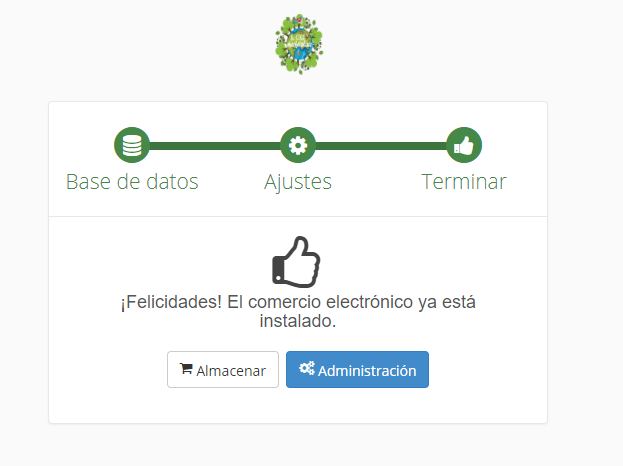 Base de datos
Ajustes
Terminar
¡Felicidades! El comercio electrónico ya está
instalado.
Almacenar
Administración